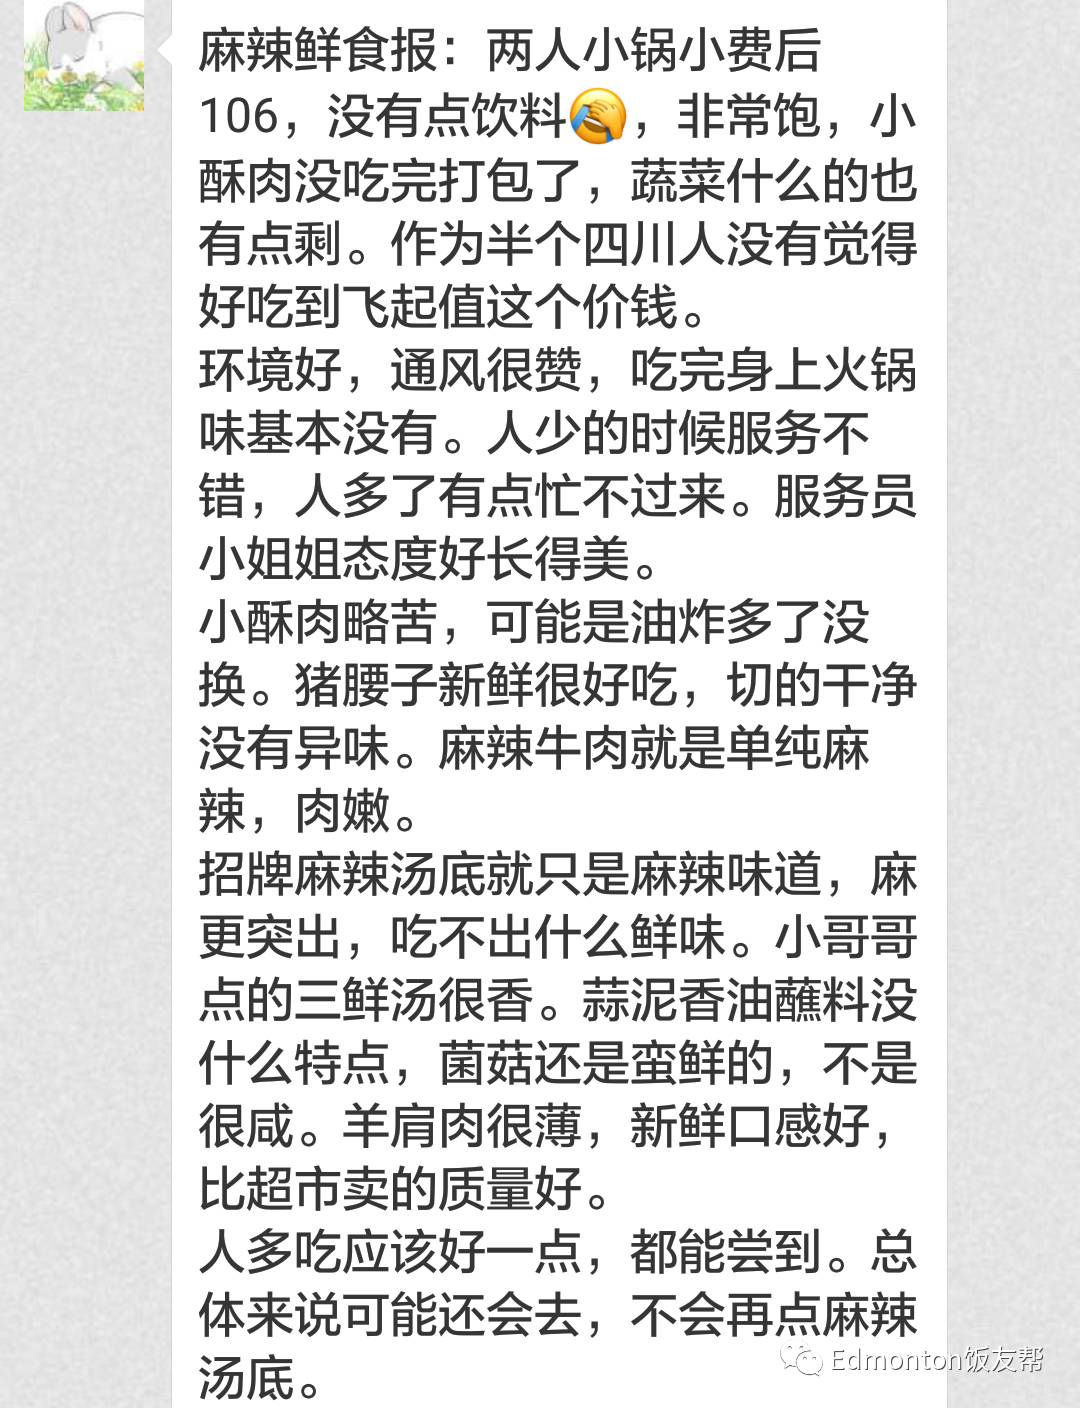 麻辣鲜食报：两人小锅小费后
106，没有点饮料🤦，非常饱，小
酥肉没吃完打包了，蔬菜什么的也
有点剩。作为半个四川人没有觉得
好吃到飞起值这个价钱。
环境好，通风很赞，吃完身上火锅
味基本没有。人少的时候服务不
错，人多了有点忙不过来。服务员
小姐姐态度好长得美。
小酥肉略苦，可能是油炸多了没
换。猪腰子新鲜很好吃，切的干净
没有异味。麻辣牛肉就是单纯麻
辣，肉嫩。
招牌麻辣汤底就只是麻辣味道，麻
更突出，吃不出什么鲜味。小哥哥
点的三鲜汤很香。蒜泥香油蘸料没
什么特点，菌菇还是蛮鲜的，不是
很咸。羊肩肉很薄，新鲜口感好，
比超市卖的质量好。
人多吃应该好一点，都能尝到。总
体来说可能还会去，不会再点麻辣
汤底。
Edmonton饭友帮